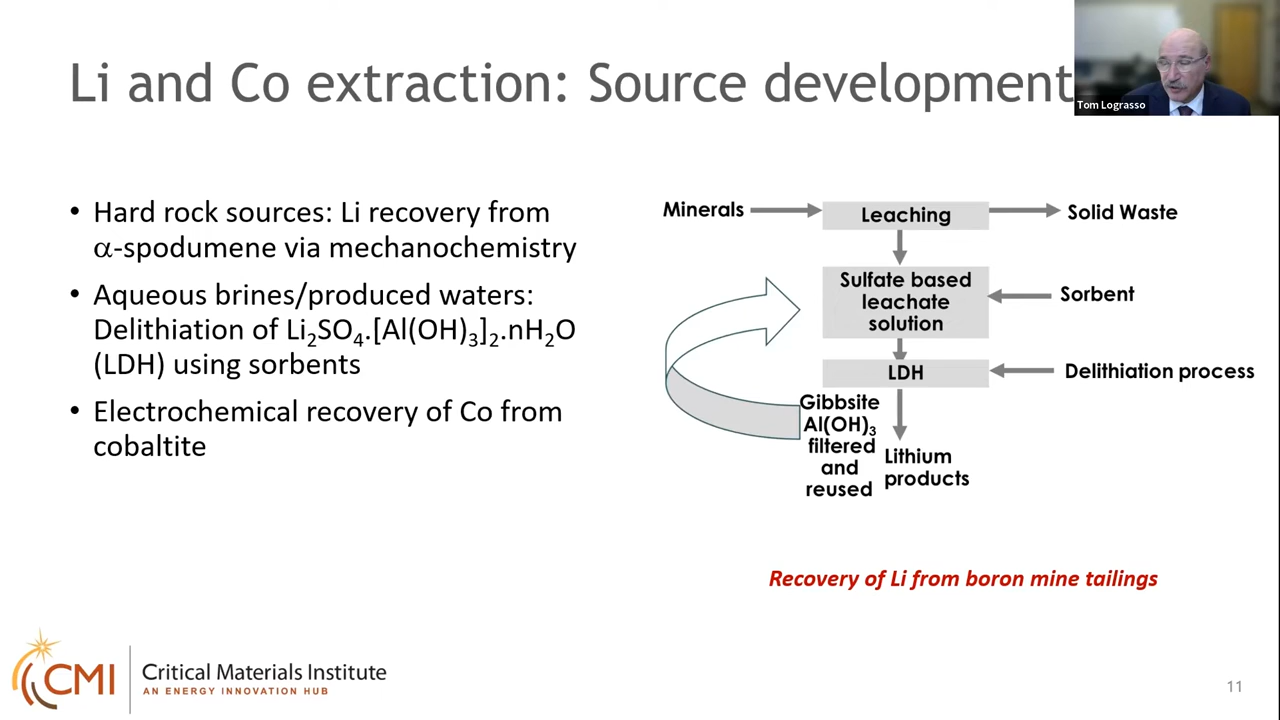 Li and Co extraction: Source development
Tom Lograsso
• Hard rock sources: Li recovery from
α-spodumene via mechanochemistry
• Aqueous brines/produced waters:
Delithiation of Li₂SO₄.[Al(OH)₃]₂.nH₂O
(LDH) using sorbents
• Electrochemical recovery of Co from
cobaltite
Minerals
Leaching
Solid Waste
Sulfate based
leachate
solution
Sorbent
LDH
Delithiation process
Gibbsite
Al(OH)₃
filtered
and
reused
Lithium
products
Recovery of Li from boron mine tailings
CMI
Critical Materials Institute
AN ENERGY INNOVATION HUB
11